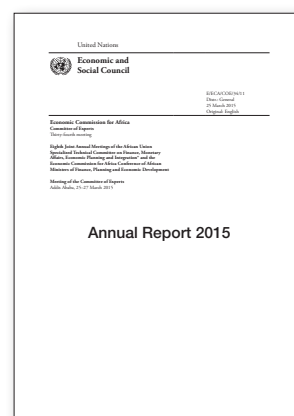 United Nations
Economic and
Social Council
E/ECA/COE/34/11
Distr.: General
25 March 2015
Original: English
Economic Commission for Africa
Committee of Experts
Thirty-fourth meeting
Eighth Joint Annual Meetings of the African Union
Specialized Technical Committee on Finance, Monetary
Affairs, Economic Planning and Integration and the
Economic Commission for Africa Conference of African
Ministers of Finance, Planning and Economic Development
Meeting of the Committee of Experts
Addis Ababa, 25–27 March 2015
Annual Report 2015